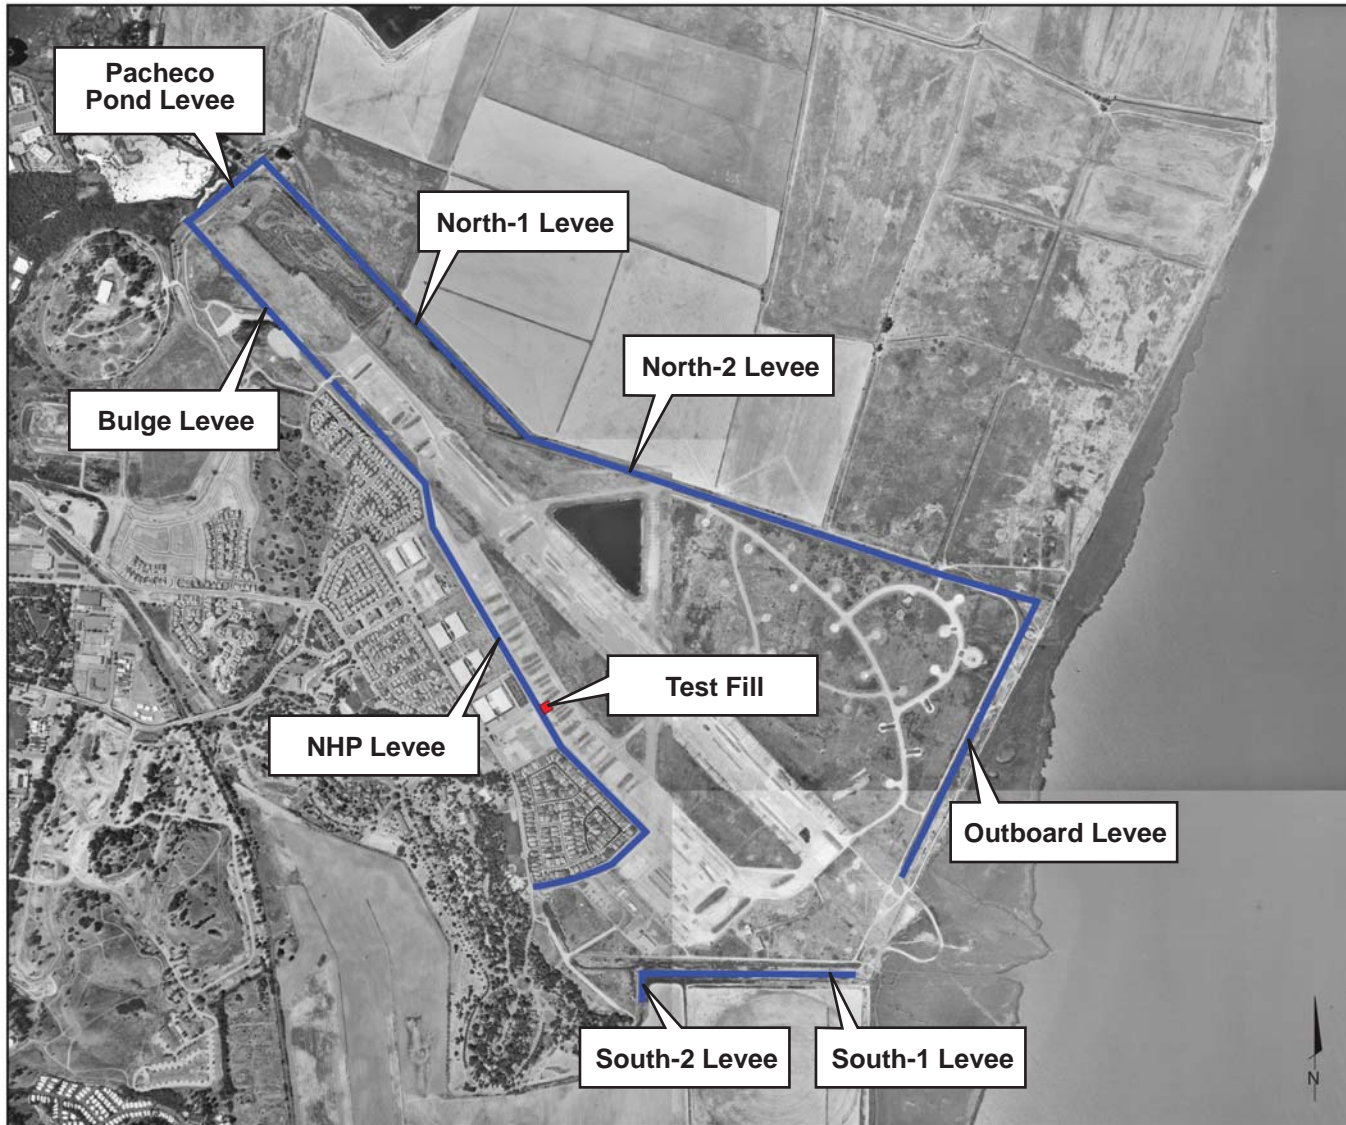 Pacheco
Pond Levee
North-1 Levee
North-2 Levee
Bulge Levee
Test Fill
NHP Levee
Outboard Levee
South-2 Levee
South-1 Levee
N